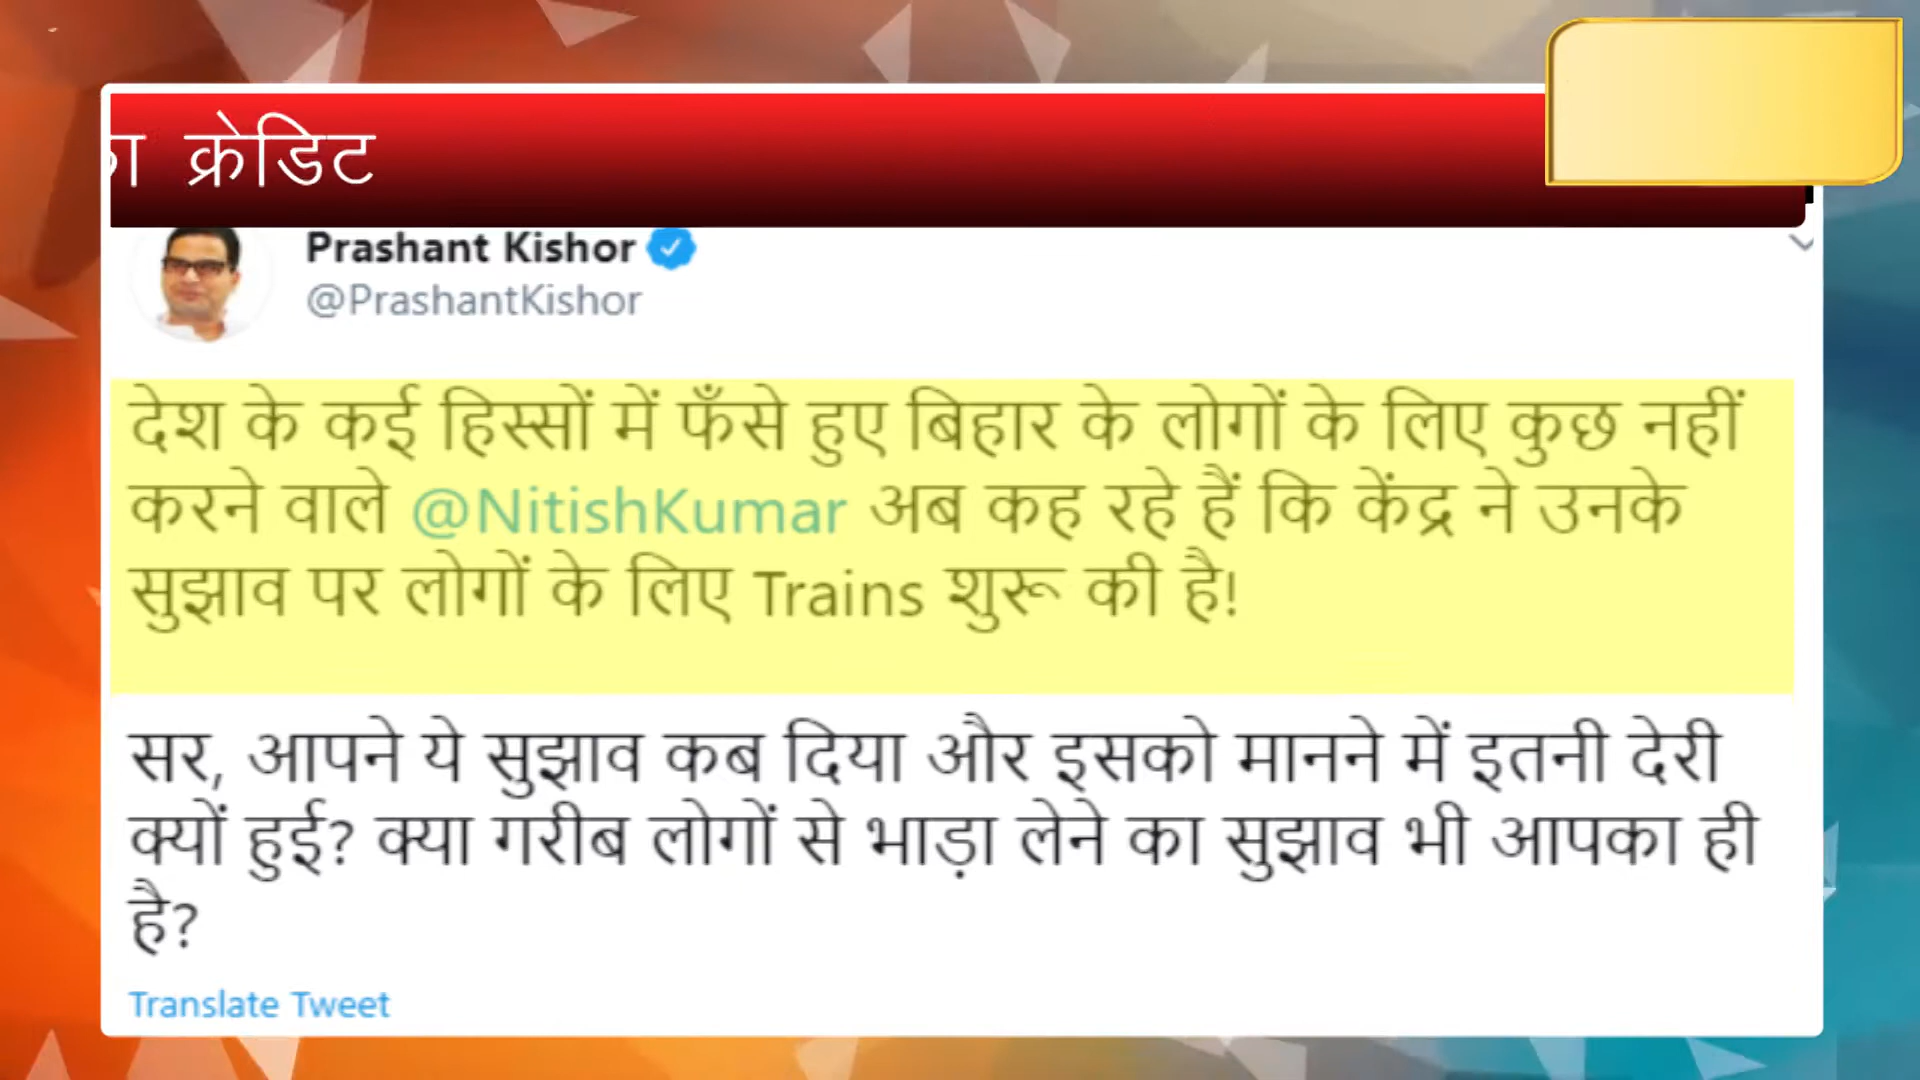 क्रेडिट
Prashant Kishor
@PrashantKishor
देश के कई हिस्सों में फँसे हुए बिहार के लोगों के लिए कुछ नहीं
करने वाले @NitishKumar अब कह रहे हैं कि केंद्र ने उनके
सुझाव पर लोगों के लिए Trains शुरू की है!
सर, आपने ये सुझाव कब दिया और इसको मानने में इतनी देरी
क्यों हुई? क्या गरीब लोगों से भाड़ा लेने का सुझाव भी आपका ही
है?
Translate Tweet